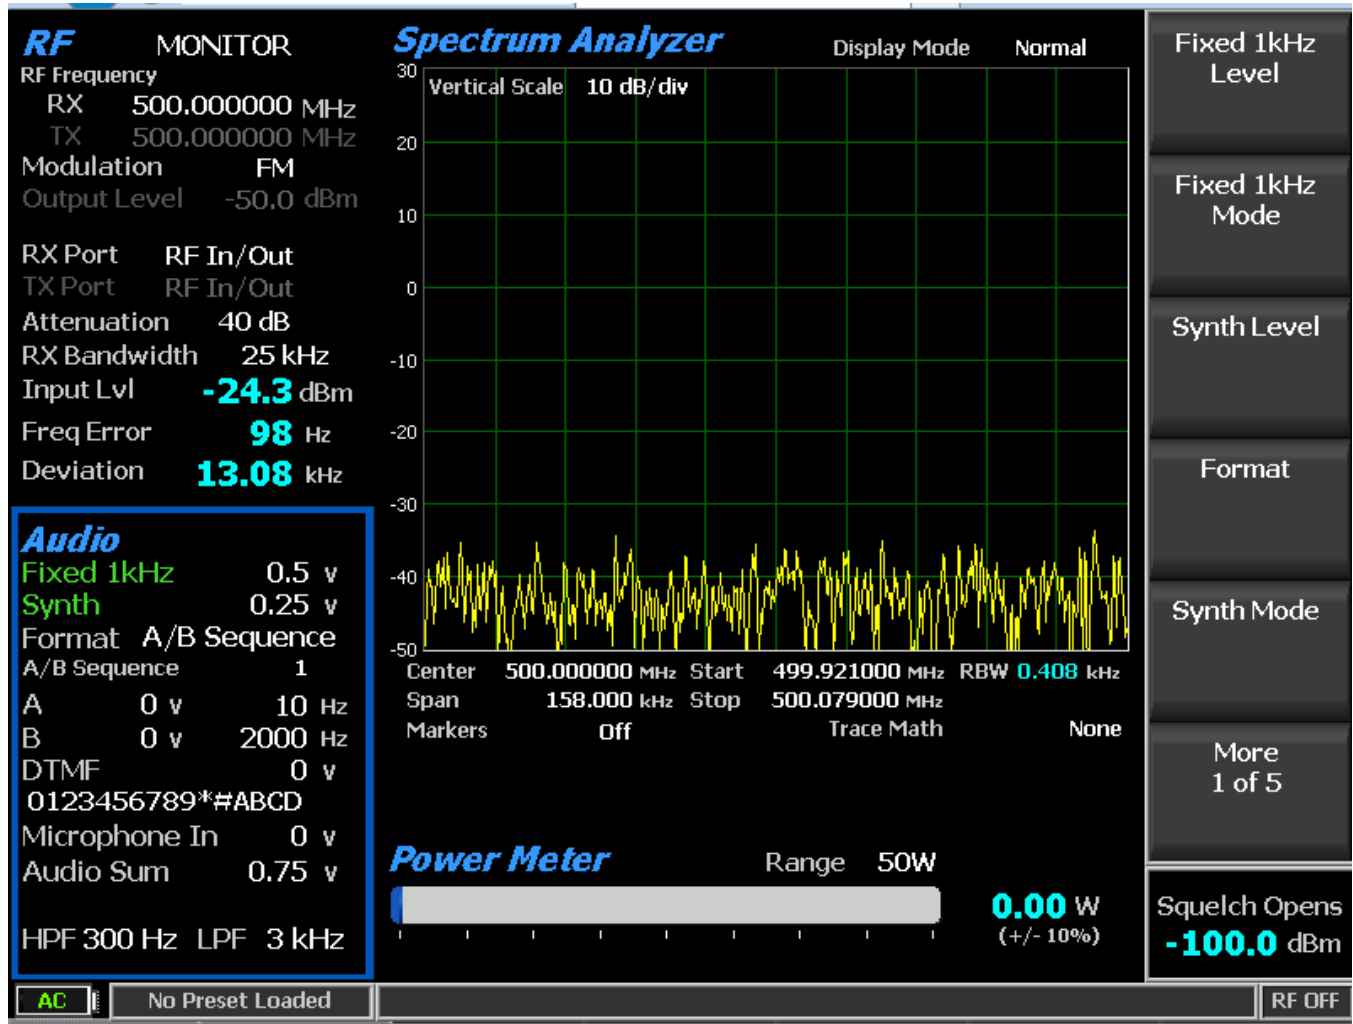 RF MONITOR
RF Frequency
RX 500.000000 MHz
TX 500.000000 MHz
Modulation FM
Output Level -50.0 dBm
RX Port RF In/Out
TX Port RF In/Out
Attenuation 40 dB
RX Bandwidth 25 kHz
Input Lvl -24.3 dBm
Freq Error 98 Hz
Deviation 13.08 kHz
Audio
Fixed 1kHz 0.5 V
Synth 0.25 V
Format A/B Sequence
A/B Sequence 1
A 0 V 10 Hz
B 0 V 2000 Hz
DTMF 0 V
0123456789*#ABCD
Microphone In 0 V
Audio Sum 0.75 V
HPF 300 Hz LPF 3 kHz
Spectrum Analyzer Display Mode Normal
Vertical Scale 10 dB/div
30
20
10
0
-10
-20
-30
-40
-50
Center 500.000000 MHz Start 499.921000 MHz RBW 0.408 kHz
Span 158.000 kHz Stop 500.079000 MHz
Markers Off Trace Math None
Power Meter Range 50W
0.00 W
(+/- 10%)
Fixed 1kHz
Level
Fixed 1kHz
Mode
Synth Level
Format
Synth Mode
More
1 of 5
Squelch Opens
-100.0 dBm
AC No Preset Loaded RF OFF